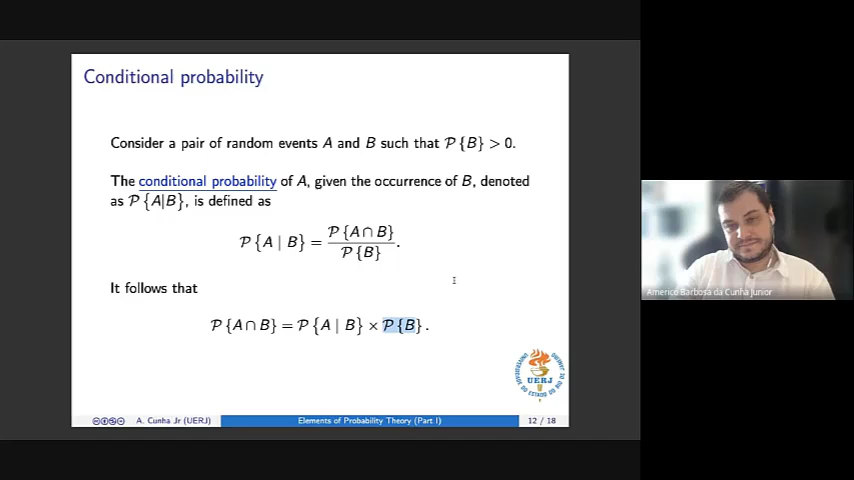 Conditional probability
Consider a pair of random events A and B such that 𝒫{B} > 0.
The conditional probability of A, given the occurrence of B, denoted
as 𝒫{A|B}, is defined as
𝒫{A | B} = 𝒫{A ∩ B} / 𝒫{B}.
It follows that
𝒫{A ∩ B} = 𝒫{A | B} × 𝒫{B}.
UERJ
A. Cunha Jr (UERJ)
Elements of Probability Theory (Part I)
12 / 18
Americo Barbosa da Cunha Junior